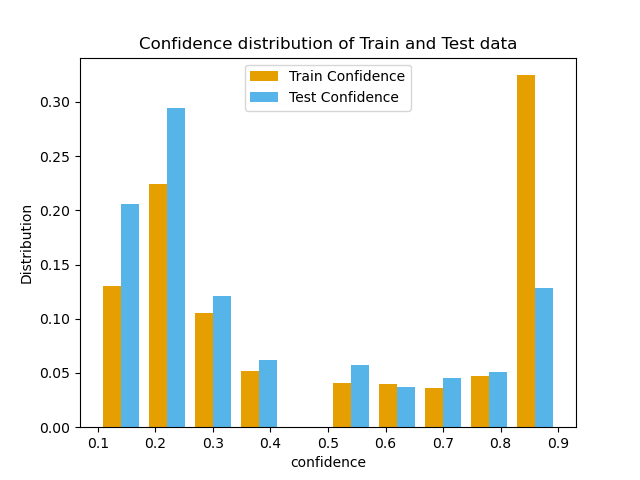 Confidence distribution of Train and Test data
Train Confidence
Test Confidence
Distribution
0.30
0.25
0.20
0.15
0.10
0.05
0.00
0.1 0.2 0.3 0.4 0.5 0.6 0.7 0.8 0.9
confidence